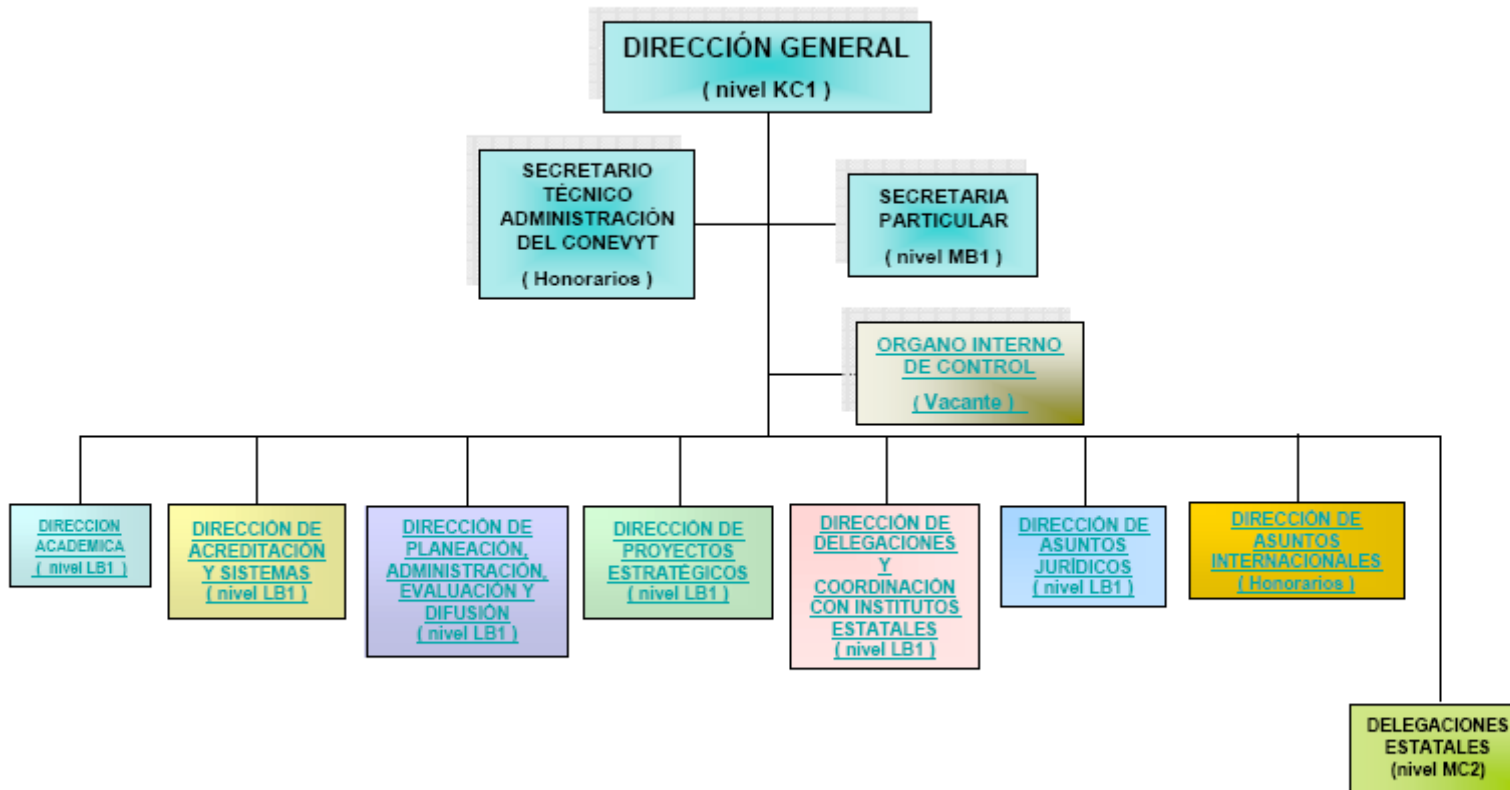 DIRECCIÓN GENERAL
( nivel KC1 )
SECRETARIO
TÉCNICO
ADMINISTRACIÓN
DEL CONEVYT
( Honorarios )
SECRETARIA
PARTICULAR
( nivel MB1 )
ORGANO INTERNO
DE CONTROL
( Vacante )
DIRECCION
ACADEMICA
( nivel LB1 )
DIRECCIÓN DE
ACREDITACIÓN
Y SISTEMAS
( nivel LB1 )
DIRECCIÓN DE
PLANEACIÓN,
ADMINISTRACIÓN,
EVALUACIÓN Y
DIFUSIÓN
( nivel LB1 )
DIRECCIÓN DE
PROYECTOS
ESTRATÉGICOS
( nivel LB1 )
DIRECCIÓN DE
DELEGACIONES
Y
COORDINACIÓN
CON INSTITUTOS
ESTATALES
( nivel LB1 )
DIRECCIÓN DE
ASUNTOS
JURÍDICOS
( nivel LB1 )
DIRECCIÓN DE
ASUNTOS
INTERNACIONALES
( Honorarios )
DELEGACIONES
ESTATALES
(nivel MC2)